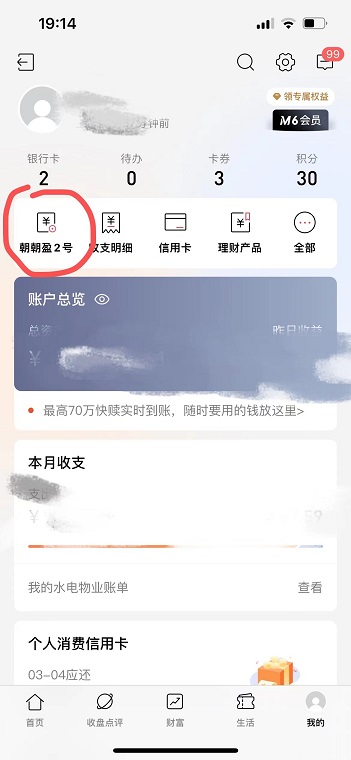 19:14
99
领专属权益
M6会员
钟前
银行卡
待办
卡券
积分
2
0
3
30
朝朝盈2号
收支明细
信用卡
理财产品
全部
账户总览
总资
昨日收益
¥
最高70万快赎实时到账，随时要用的钱放这里>
本月收支
支出
¥
我的水电物业账单
查看
个人消费信用卡
03-04应还
首页
收盘点评
财富
生活
我的